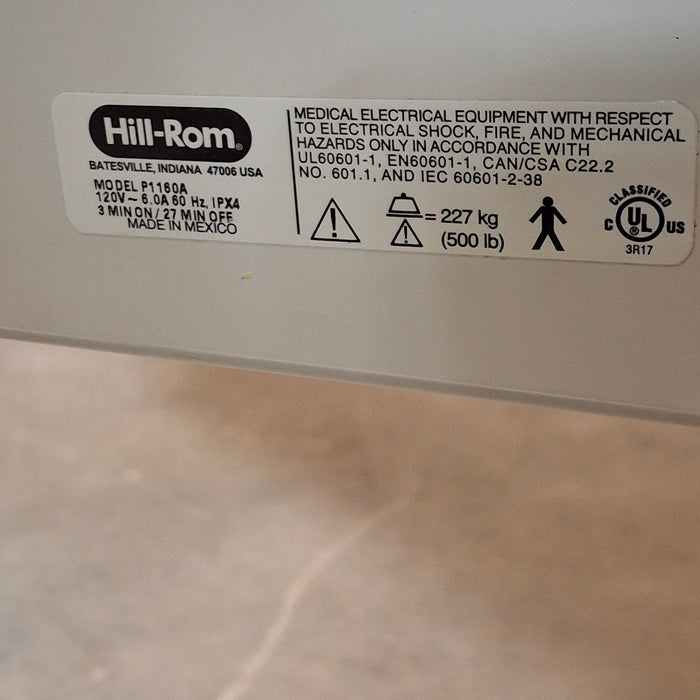 Hill-Rom®
BATESVILLE, INDIANA 47006 USA
MODEL P1160A
120V~ 6.0A 60 Hz, IPX4
3 MIN ON / 27 MIN OFF
MADE IN MEXICO
MEDICAL ELECTRICAL EQUIPMENT WITH RESPECT
TO ELECTRICAL SHOCK, FIRE, AND MECHANICAL
HAZARDS ONLY IN ACCORDANCE WITH
UL60601-1, EN60601-1, CAN/CSA C22.2
NO. 601.1, AND IEC 60601-2-38
= 227 kg
(500 lb)
CLASSIFIED
C UL® US
3R17